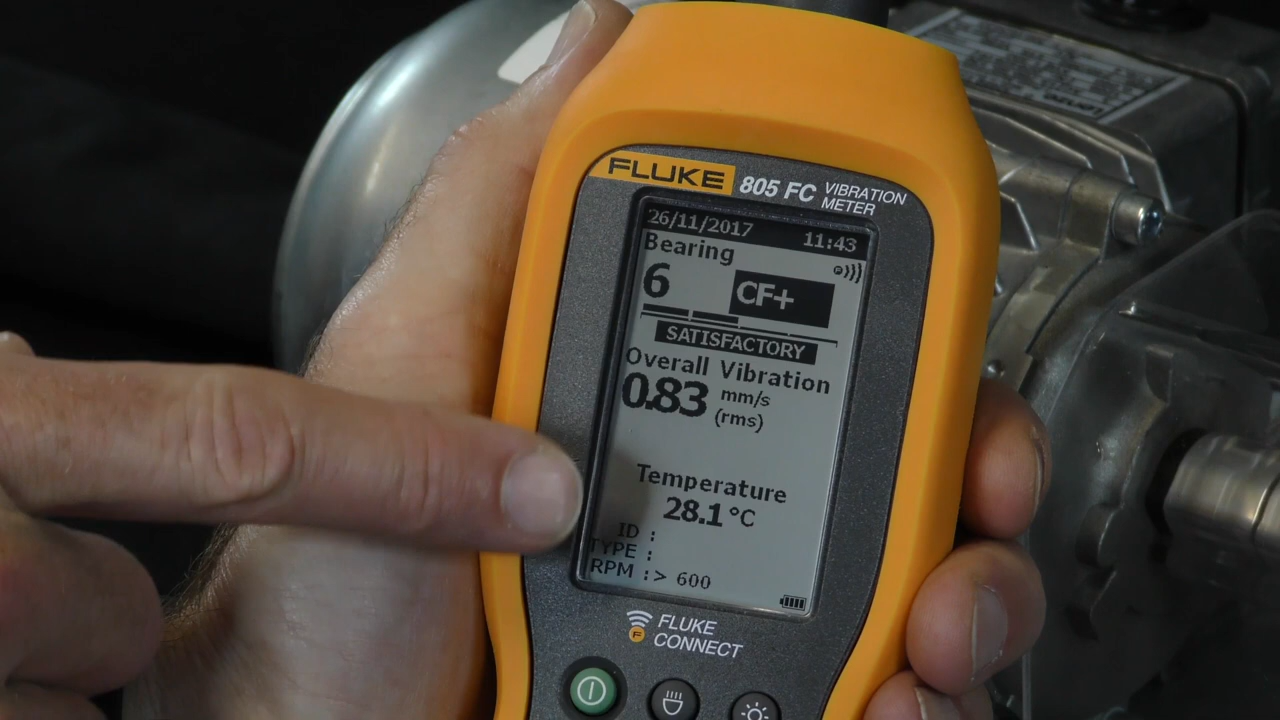 FLUKE 805 FC VIBRATION METER
26/11/2017 11:43
Bearing
6 CF+
SATISFACTORY
Overall Vibration
0.83 mm/s
(rms)
Temperature
28.1 °C
ID :
TYPE :
RPM :> 600
FLUKE
CONNECT